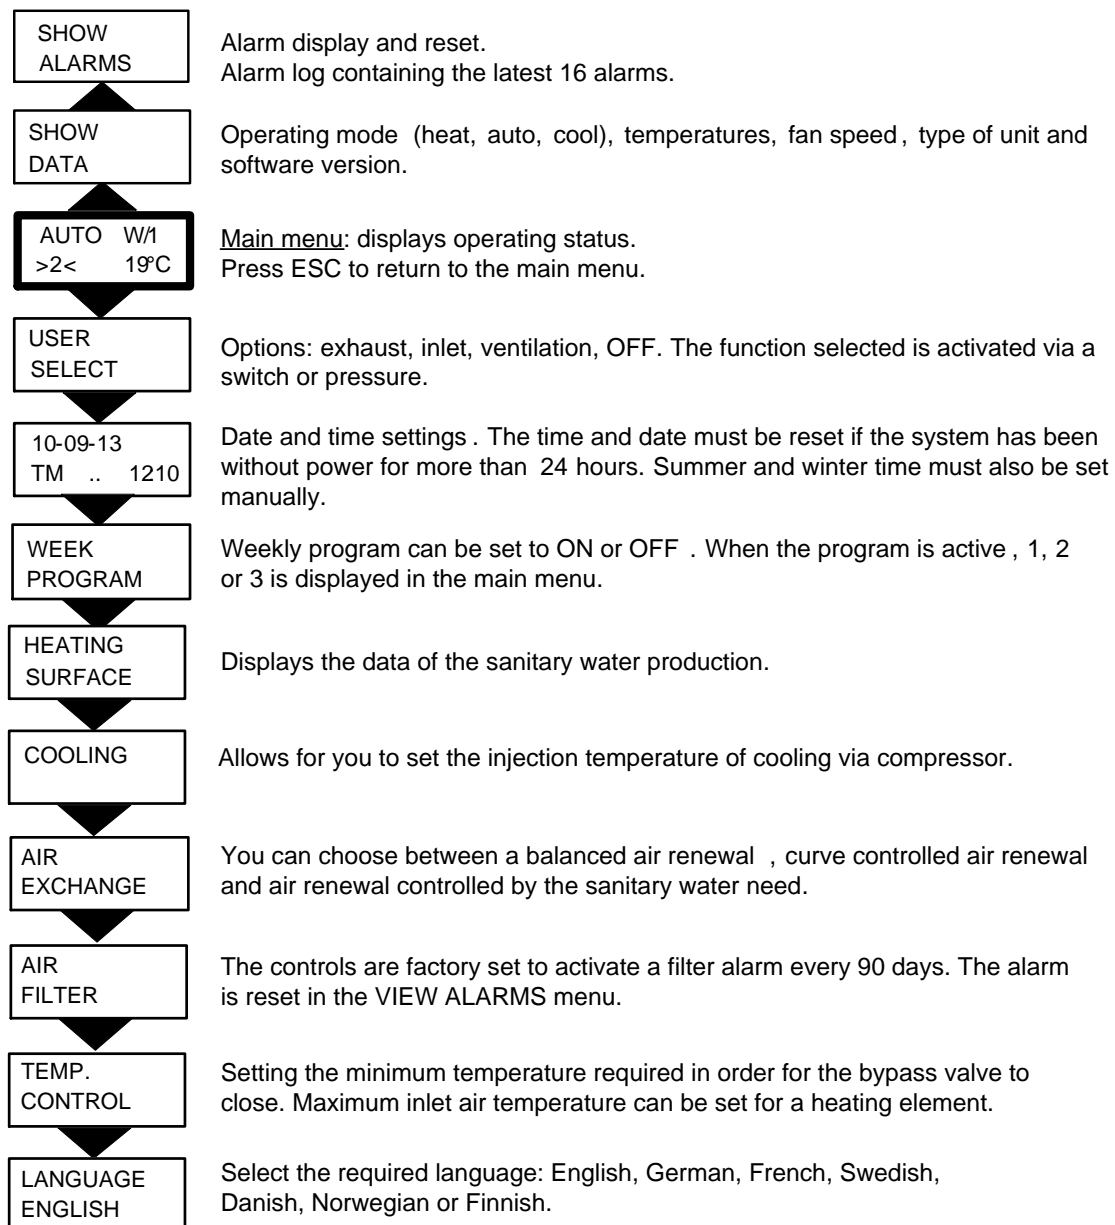 SHOW
ALARMS
Alarm display and reset.
Alarm log containing the latest 16 alarms.
SHOW
DATA
Operating mode (heat, auto, cool), temperatures, fan speed , type of unit and
software version.
AUTO W/1
>2< 19°C
Main menu: displays operating status.
Press ESC to return to the main menu.
USER
SELECT
Options: exhaust, inlet, ventilation, OFF. The function selected is activated via a
switch or pressure.
10-09-13
TM .. 1210
Date and time settings . The time and date must be reset if the system has been
without power for more than 24 hours. Summer and winter time must also be set
manually.
WEEK
PROGRAM
Weekly program can be set to ON or OFF . When the program is active , 1, 2
or 3 is displayed in the main menu.
HEATING
SURFACE
Displays the data of the sanitary water production.
COOLING
Allows for you to set the injection temperature of cooling via compressor.
AIR
EXCHANGE
You can choose between a balanced air renewal , curve controlled air renewal
and air renewal controlled by the sanitary water need.
AIR
FILTER
The controls are factory set to activate a filter alarm every 90 days. The alarm
is reset in the VIEW ALARMS menu.
TEMP.
CONTROL
Setting the minimum temperature required in order for the bypass valve to
close. Maximum inlet air temperature can be set for a heating element.
LANGUAGE
ENGLISH
Select the required language: English, German, French, Swedish,
Danish, Norwegian or Finnish.